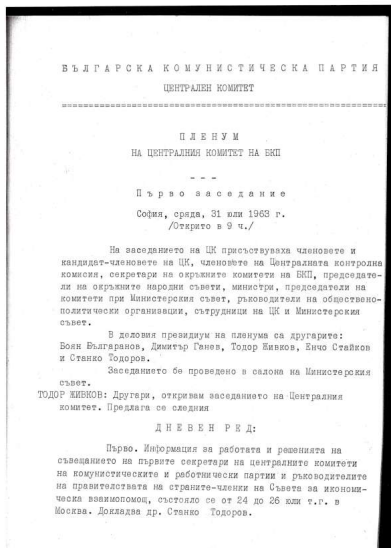 БЪЛГАРСКА КОМУНИСТИЧЕСКА ПАРТИЯ
ЦЕНТРАЛЕН КОМИТЕТ
ПЛЕНУМ
НА ЦЕНТРАЛНИЯ КОМИТЕТ НА БКП
- - -
Първо заседание
София, сряда, 31 юли 1963 г.
/Открито в 9 ч./
На заседанието на ЦК присъствуваха членовете и
кандидат-членовете на ЦК, членовете на Централната контролна
комисия, секретари на окръжните комитети на БКП, председате-
ли на окръжните народни съвети, министри, председатели на
комитети при Министерския съвет, ръководители на обществено-
политически организации, сътрудници на ЦК и Министерския
съвет.
В деловия президиум на пленума са другарите:
Боян Българанов, Димитър Ганев, Тодор Живков, Енчо Стайков
и Станко Тодоров.
Заседанието бе проведено в салона на Министерския
съвет.
ТОДОР ЖИВКОВ: Другари, откривам заседанието на Централния
комитет. Предлага се следния
ДНЕВЕН РЕД:
Първо. Информация за работата и решенията на
съвещанието на първите секретари на централните комитети
на комунистическите и работнически партии и ръководителите
на правителствата на страните-членки на Съвета за икономи-
ческа взаимопомощ, състояло се от 24 до 26 юли т.г. в
Москва. Докладва др. Станко Тодоров.